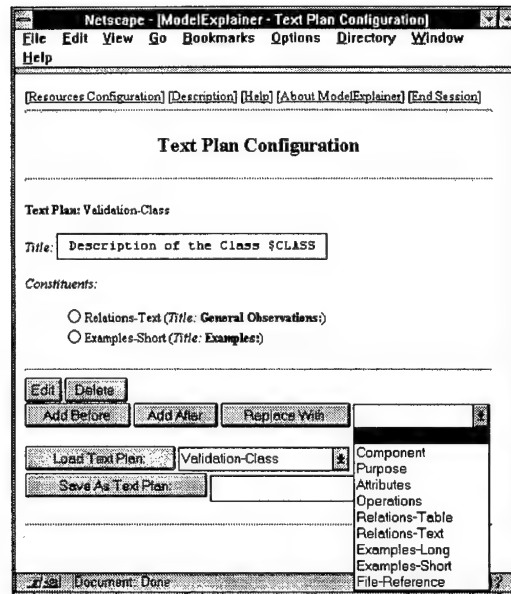 Netscape - [ModelExplainer - Text Plan Configuration]
File Edit View Go Bookmarks Options Directory Window
Help
[Resources Configuration] [Description] [Help] [About ModelExplainer] [End Session]
Text Plan Configuration
Text Plan: Validation-Class
Title: Description of the Class $CLASS
Constituents:
Relations-Text (Title: General Observations:)
Examples-Short (Title: Examples:)
Edit Delete
Add Before Add After Replace With
Load Text Plan: Validation-Class
Save As Text Plan:
Component
Purpose
Attributes
Operations
Relations-Table
Relations-Text
Examples-Long
Examples-Short
File-Reference
Document: Done
?